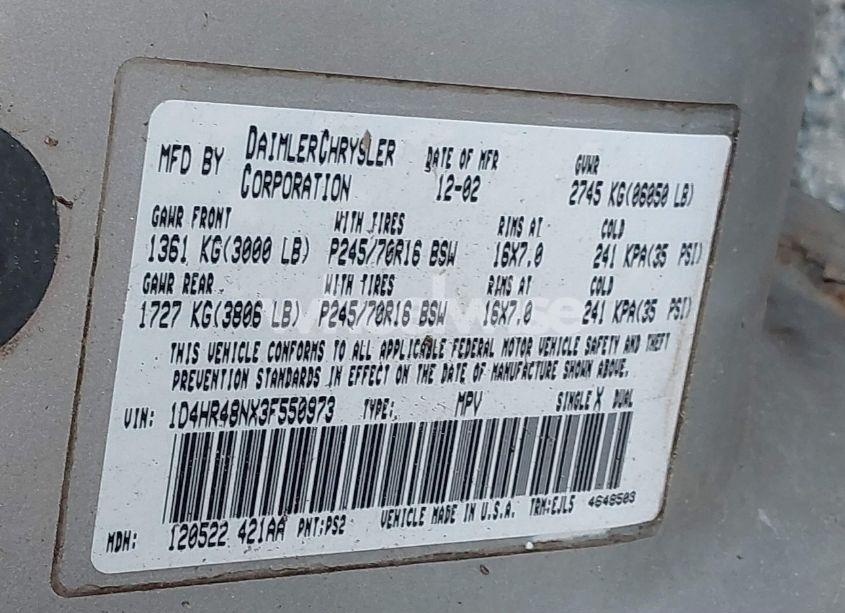 MFD BY DAIMLERCHRYSLER CORPORATION DATE OF MFR 12-02 GVWR 2745 KG(06050 LB)
GAWR FRONT WITH TIRES RIMS AT COLD
1361 KG(3000 LB) P245/70R16 BSW 16X7.0 241 KPA(35 PSI)
GAWR REAR WITH TIRES RIMS AT COLD
1727 KG(3806 LB) P245/70R16 BSW 16X7.0 241 KPA(35 PSI)
THIS VEHICLE CONFORMS TO ALL APPLICABLE FEDERAL MOTOR VEHICLE SAFETY AND THEFT
PREVENTION STANDARDS IN EFFECT ON THE DATE OF MANUFACTURE SHOWN ABOVE.
VIN: 1D4HR48NX3F550973 TYPE: MPV SINGLE X DUAL
MDH: 120522 421AA PNT:PS2 VEHICLE MADE IN U.S.A. TRM:EJL5 4648503